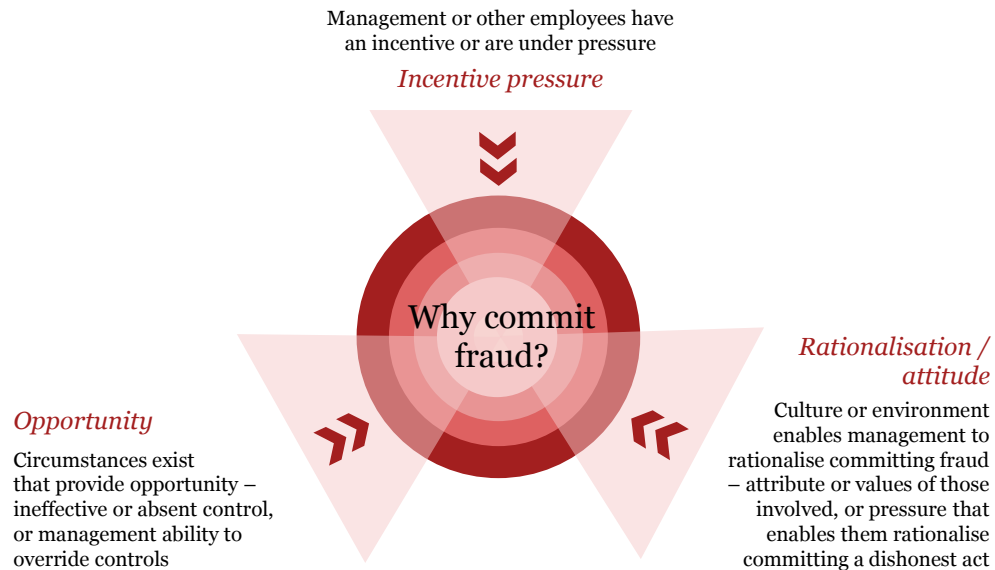 Management or other employees have
an incentive or are under pressure
Incentive pressure
Why commit
fraud?
Opportunity
Circumstances exist
that provide opportunity –
ineffective or absent control,
or management ability to
override controls
Rationalisation /
attitude
Culture or environment
enables management to
rationalise committing fraud
– attribute or values of those
involved, or pressure that
enables them rationalise
committing a dishonest act